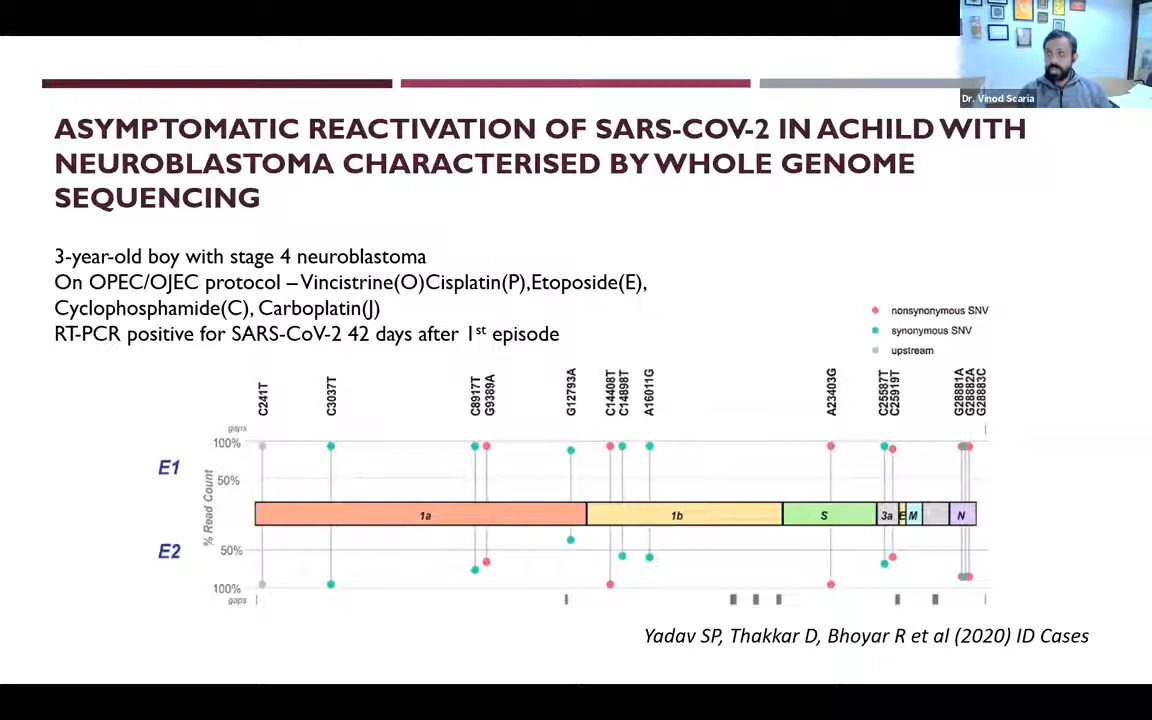 Dr. Vinod Scaria
ASYMPTOMATIC REACTIVATION OF SARS-COV-2 IN A CHILD WITH
NEUROBLASTOMA CHARACTERISED BY WHOLE GENOME
SEQUENCING
3-year-old boy with stage 4 neuroblastoma
On OPEC/OJEC protocol – Vincistrine(O)Cisplatin(P),Etoposide(E),
Cyclophosphamide(C), Carboplatin(J)
RT-PCR positive for SARS-CoV-2 42 days after 1st episode
nonsynonymous SNV
synonymous SNV
upstream
C241T
C3037T
C8917T
G9389A
G12793A
C14408T
C14898T
A16011G
A23403G
C25587T
C25919T
G28881A
G28882A
G28883C
gaps
100%
E1
50%
% Read Count
1a
1b
S
3a
E
M
N
E2
50%
100%
gaps
Yadav SP, Thakkar D, Bhoyar R et al (2020) ID Cases